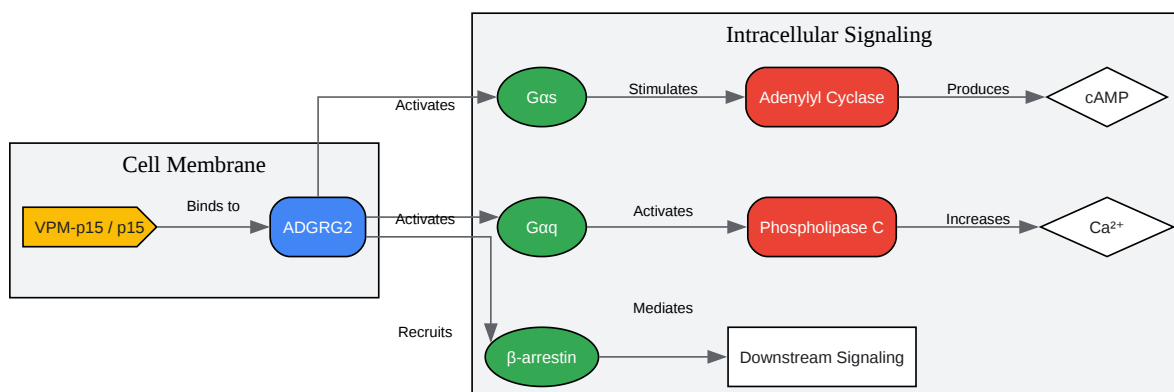 Intracellular Signaling
Activates
Gαs
Stimulates
Adenylyl Cyclase
Produces
cAMP
Cell Membrane
VPM-p15 / p15
Binds to
ADGRG2
Activates
Gαq
Activates
Phospholipase C
Increases
Ca²⁺
Recruits
β-arrestin
Mediates
Downstream Signaling